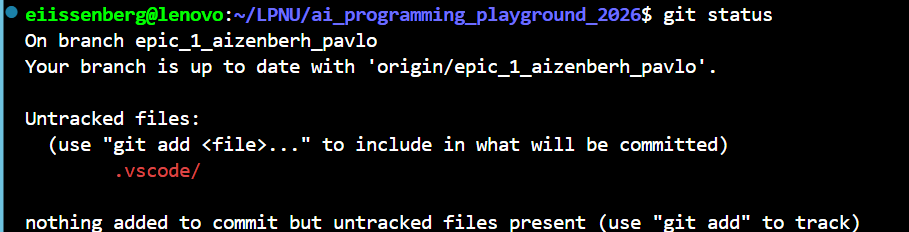 eiissenberg@lenovo:~/LPNU/ai_programming_playground_2026$ git status
On branch epic_1_aizenberh_pavlo
Your branch is up to date with 'origin/epic_1_aizenberh_pavlo'.
Untracked files:
  (use "git add <file>..." to include in what will be committed)
        .vscode/
nothing added to commit but untracked files present (use "git add" to track)